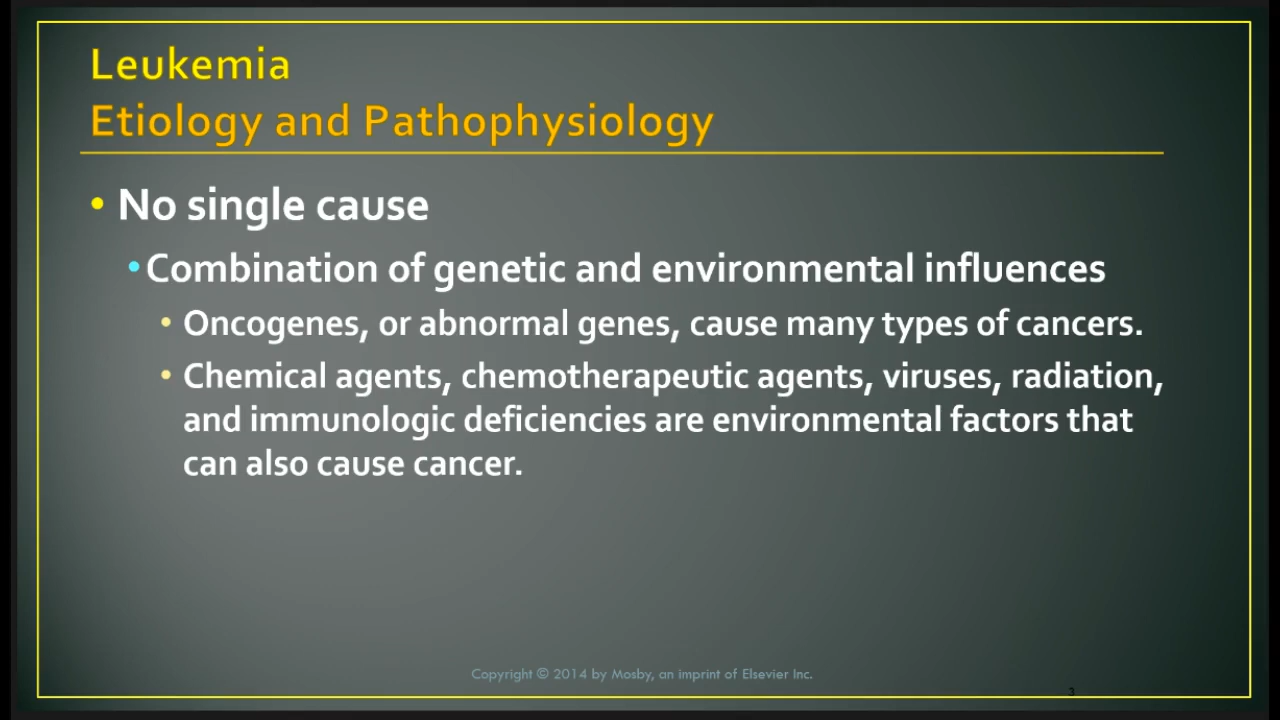 Leukemia
Etiology and Pathophysiology
• No single cause
• Combination of genetic and environmental influences
• Oncogenes, or abnormal genes, cause many types of cancers.
• Chemical agents, chemotherapeutic agents, viruses, radiation,
and immunologic deficiencies are environmental factors that
can also cause cancer.
Copyright © 2014 by Mosby, an imprint of Elsevier Inc.
3